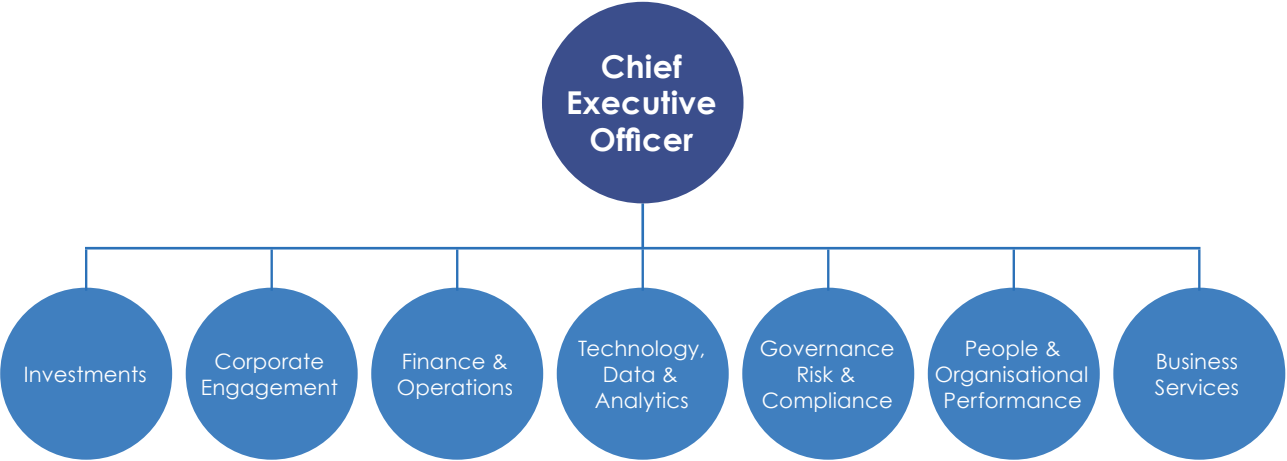 Chief
Executive
Officer
Investments
Corporate
Engagement
Finance &
Operations
Technology,
Data &
Analytics
Governance
Risk &
Compliance
People &
Organisational
Performance
Business
Services